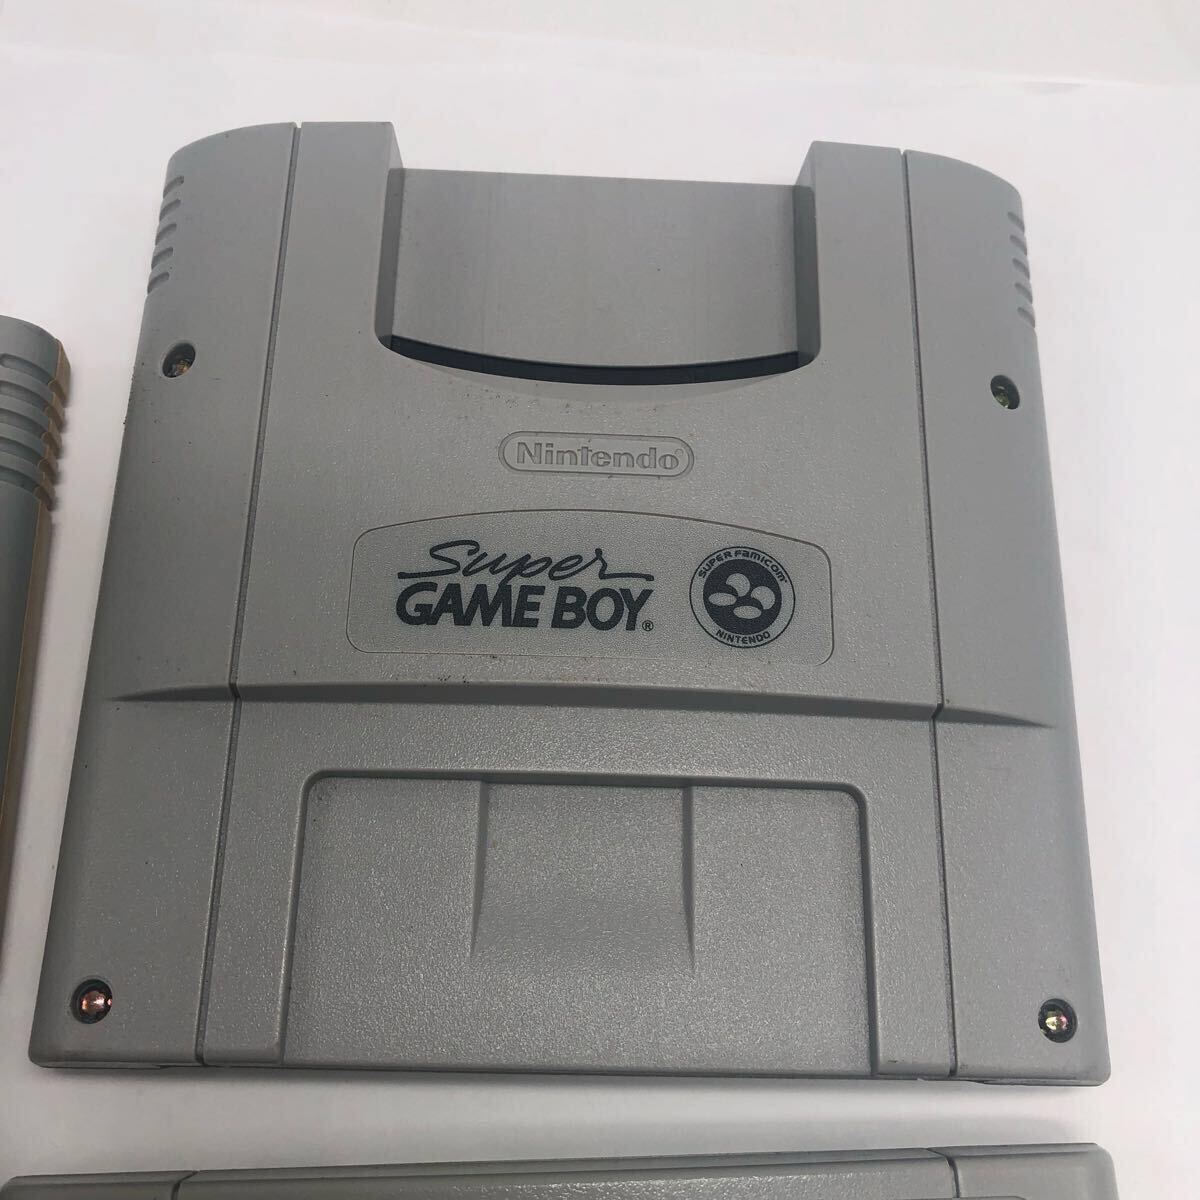 Nintendo®
Super
GAME BOY®
SUPER FAMICOM
NINTENDO